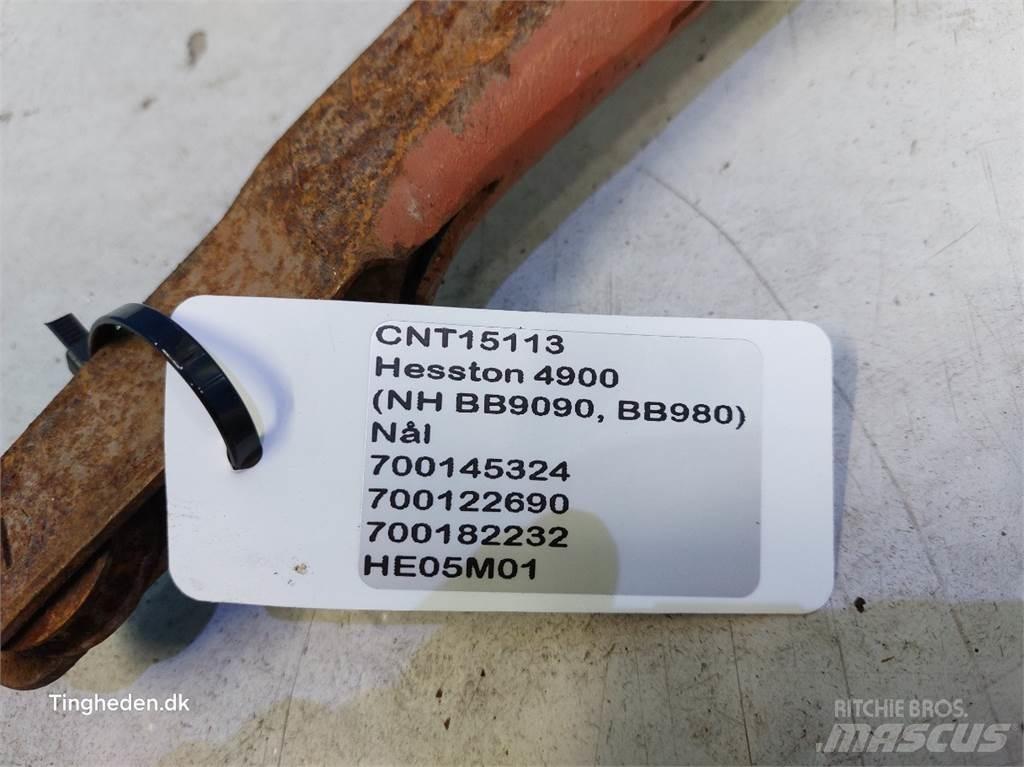 CNT15113
Hesston 4900
(NH BB9090, BB980)
Nål
700145324
700122690
700182232
HE05M01
Tingheden.dk
RITCHIE BROS.
MASCUS